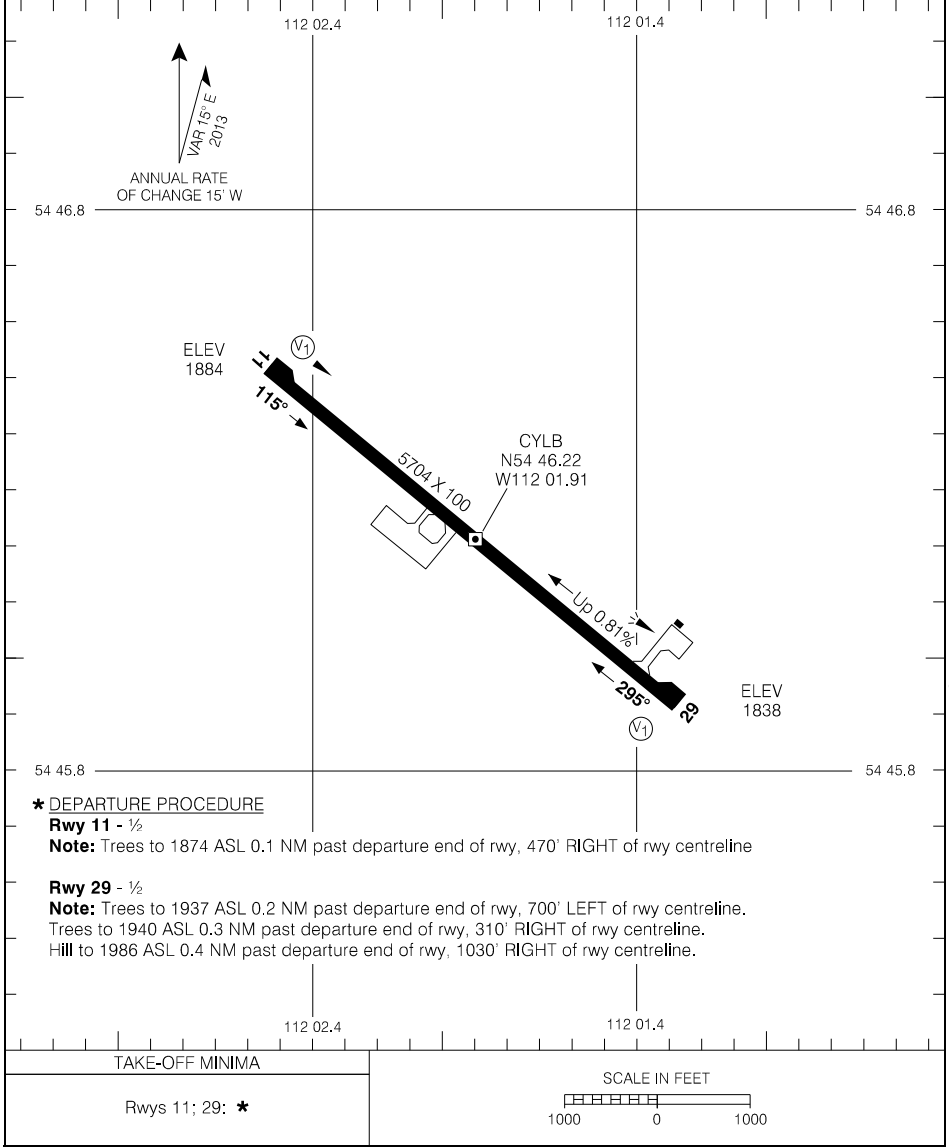 112 02.4
112 01.4
VAR 15° E
2013
ANNUAL RATE
OF CHANGE 15' W
54 46.8
54 46.8
ELEV
1884
11
V1
115°
5704 X 100
CYLB
N54 46.22
W112 01.91
Up 0.81%
295°
29
V1
ELEV
1838
54 45.8
54 45.8
* DEPARTURE PROCEDURE
Rwy 11 - ½
Note: Trees to 1874 ASL 0.1 NM past departure end of rwy, 470' RIGHT of rwy centreline
Rwy 29 - ½
Note: Trees to 1937 ASL 0.2 NM past departure end of rwy, 700' LEFT of rwy centreline.
Trees to 1940 ASL 0.3 NM past departure end of rwy, 310' RIGHT of rwy centreline.
Hill to 1986 ASL 0.4 NM past departure end of rwy, 1030' RIGHT of rwy centreline.
112 02.4
112 01.4
TAKE-OFF MINIMA
Rwys 11; 29: *
SCALE IN FEET
1000 0 1000